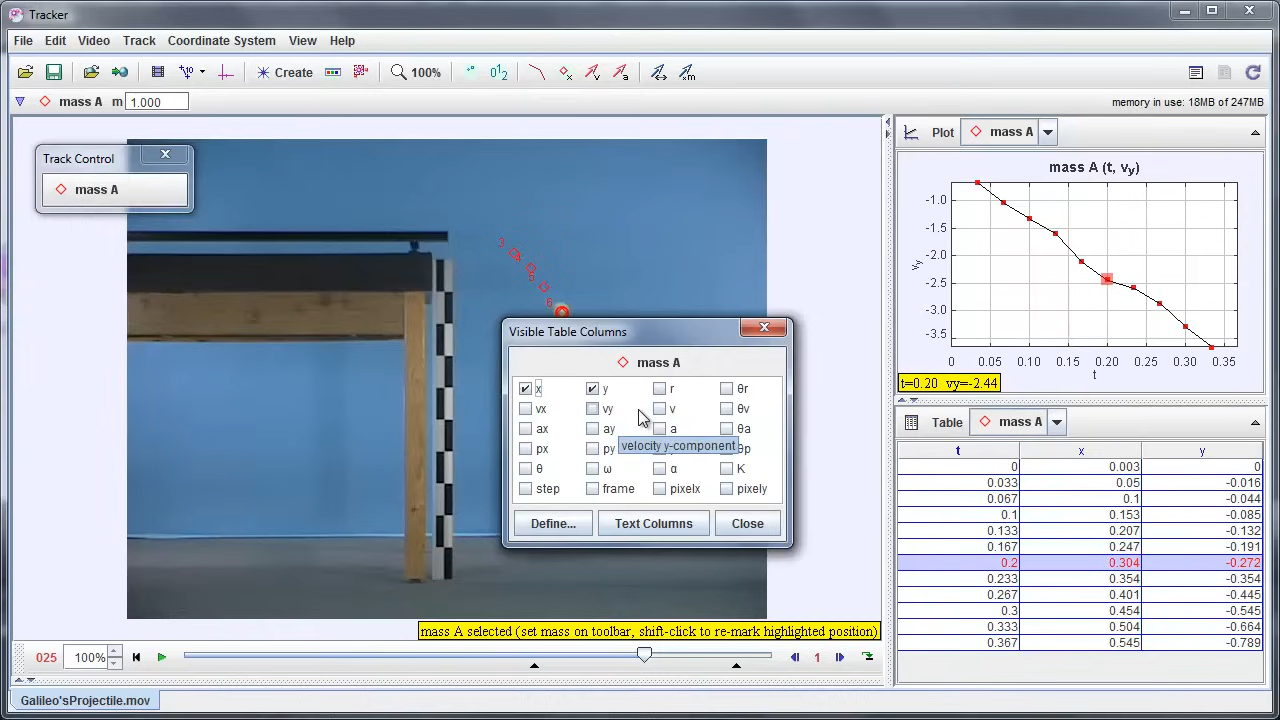 Tracker
File Edit Video Track Coordinate System View Help
Create 100%
mass A m 1.000 memory in use: 18MB of 247MB
Track Control
mass A
3
6
Visible Table Columns
mass A
x y r θr
vx vy v θv
ax ay a θa
px py θp
velocity y-component
θ ω α K
step frame pixelx pixely
Define... Text Columns Close
Plot mass A
mass A (t, vy)
-1.0
-1.5
-2.0
-2.5
-3.0
-3.5
vy
0 0.05 0.10 0.15 0.20 0.25 0.30 0.35
t
t=0.20 vy=-2.44
Table mass A
t x y
0 0.003 0
0.033 0.05 -0.016
0.067 0.1 -0.044
0.1 0.153 -0.085
0.133 0.207 -0.132
0.167 0.247 -0.191
0.2 0.304 -0.272
0.233 0.354 -0.354
0.267 0.401 -0.445
0.3 0.454 -0.545
0.333 0.504 -0.664
0.367 0.545 -0.789
mass A selected (set mass on toolbar, shift-click to re-mark highlighted position)
025 100% 1
Galileo'sProjectile.mov